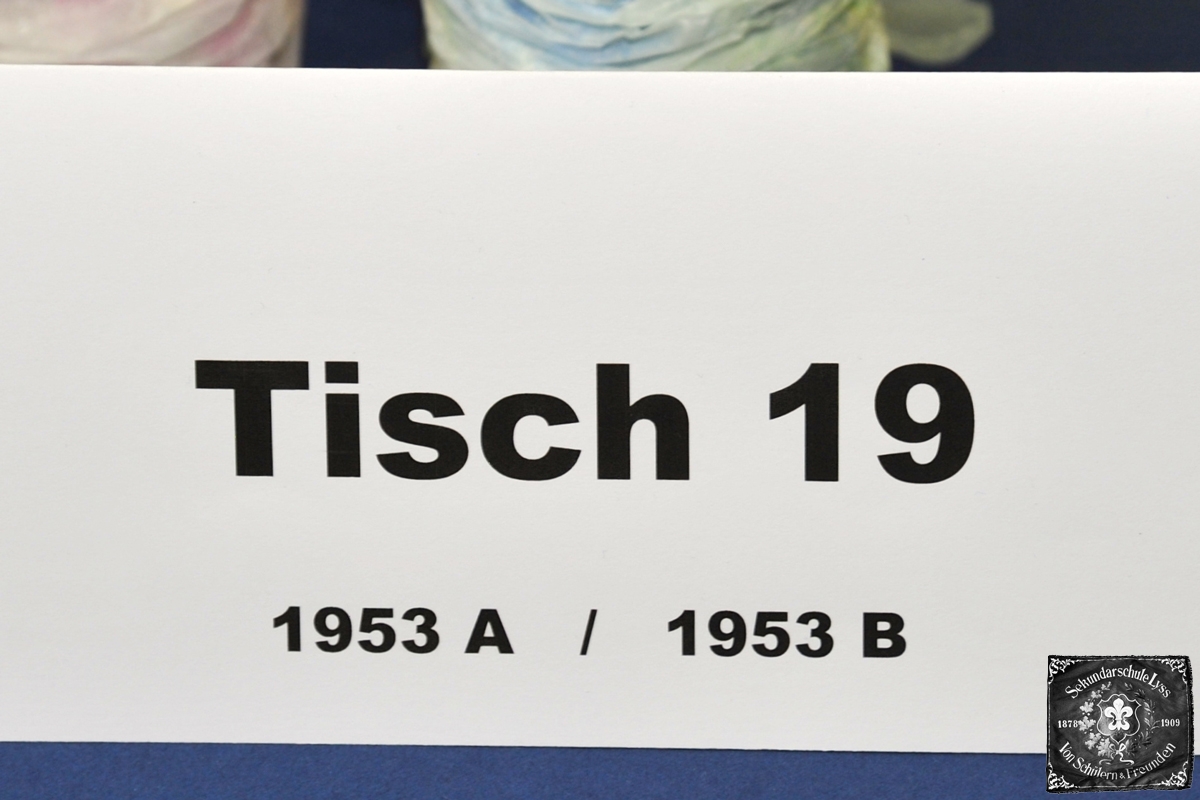 Tisch 19
1953 A / 1953 B
Sekundarschule Lyss
1878 1909
Von Schülern & Freunden